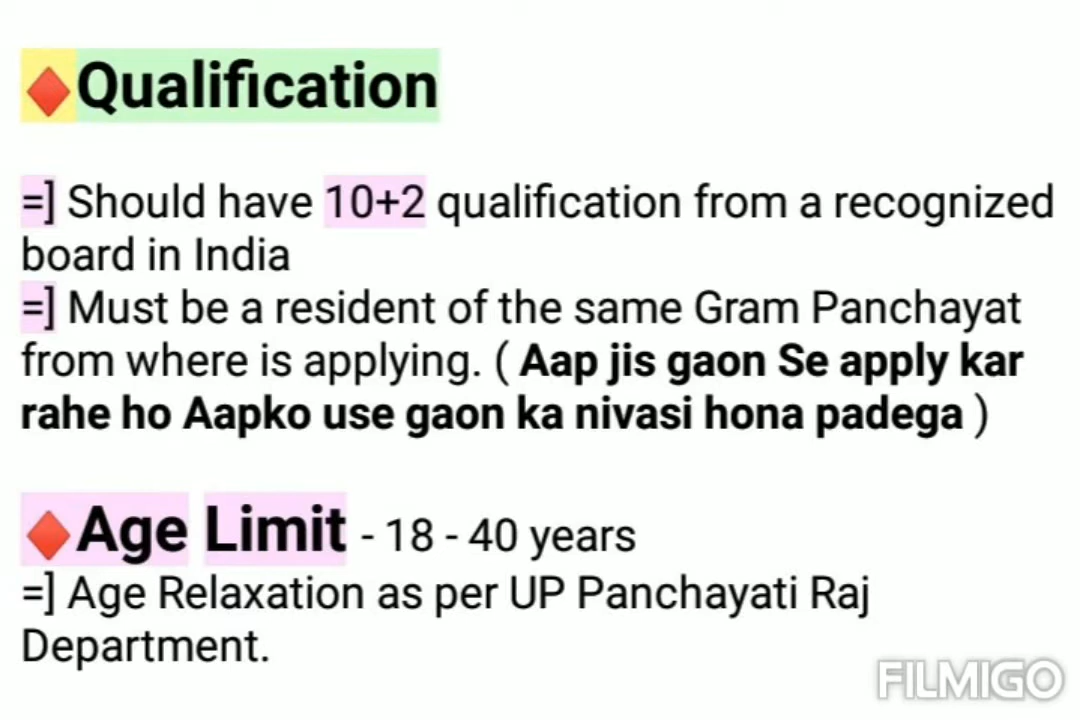 ♦Qualification
=] Should have 10+2 qualification from a recognized
board in India
=] Must be a resident of the same Gram Panchayat
from where is applying. ( Aap jis gaon Se apply kar
rahe ho Aapko use gaon ka nivasi hona padega )
♦Age Limit - 18 - 40 years
=] Age Relaxation as per UP Panchayati Raj
Department.
FILMIGO